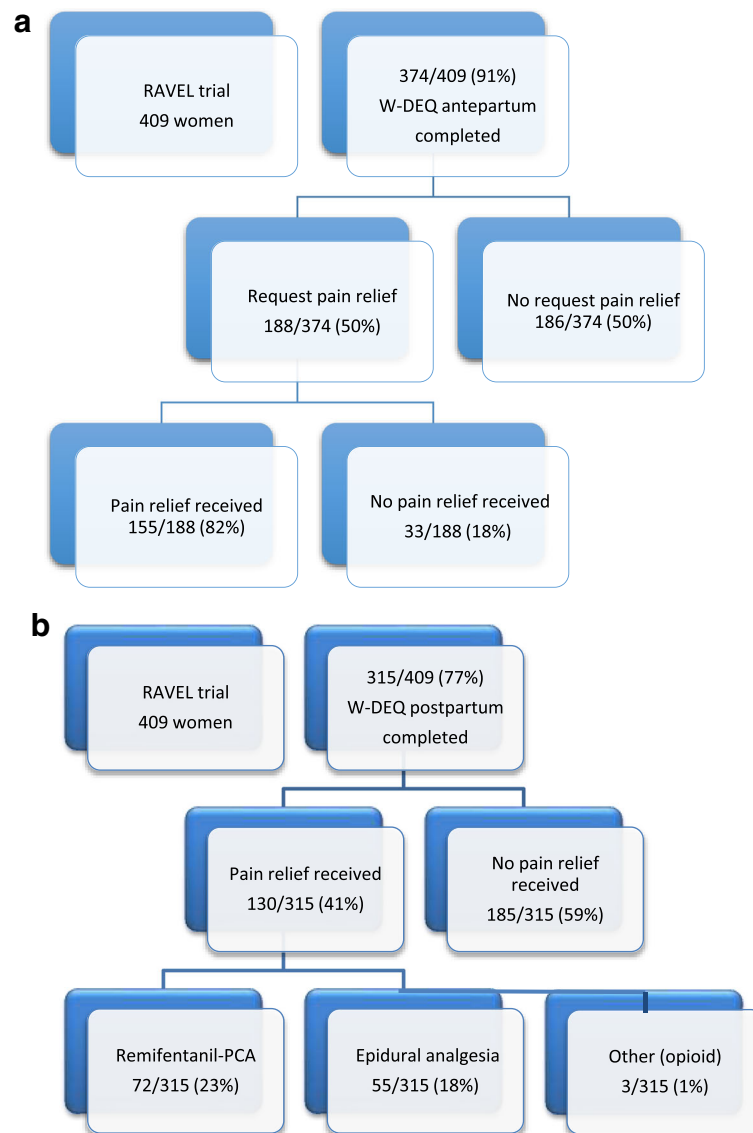 a
RAVEL trial
409 women
374/409 (91%)
W-DEQ antepartum
completed
Request pain relief
188/374 (50%)
No request pain relief
186/374 (50%)
Pain relief received
155/188 (82%)
No pain relief received
33/188 (18%)
b
RAVEL trial
409 women
315/409 (77%)
W-DEQ postpartum
completed
Pain relief received
130/315 (41%)
No pain relief
received
185/315 (59%)
Remifentanil-PCA
72/315 (23%)
Epidural analgesia
55/315 (18%)
Other (opioid)
3/315 (1%)